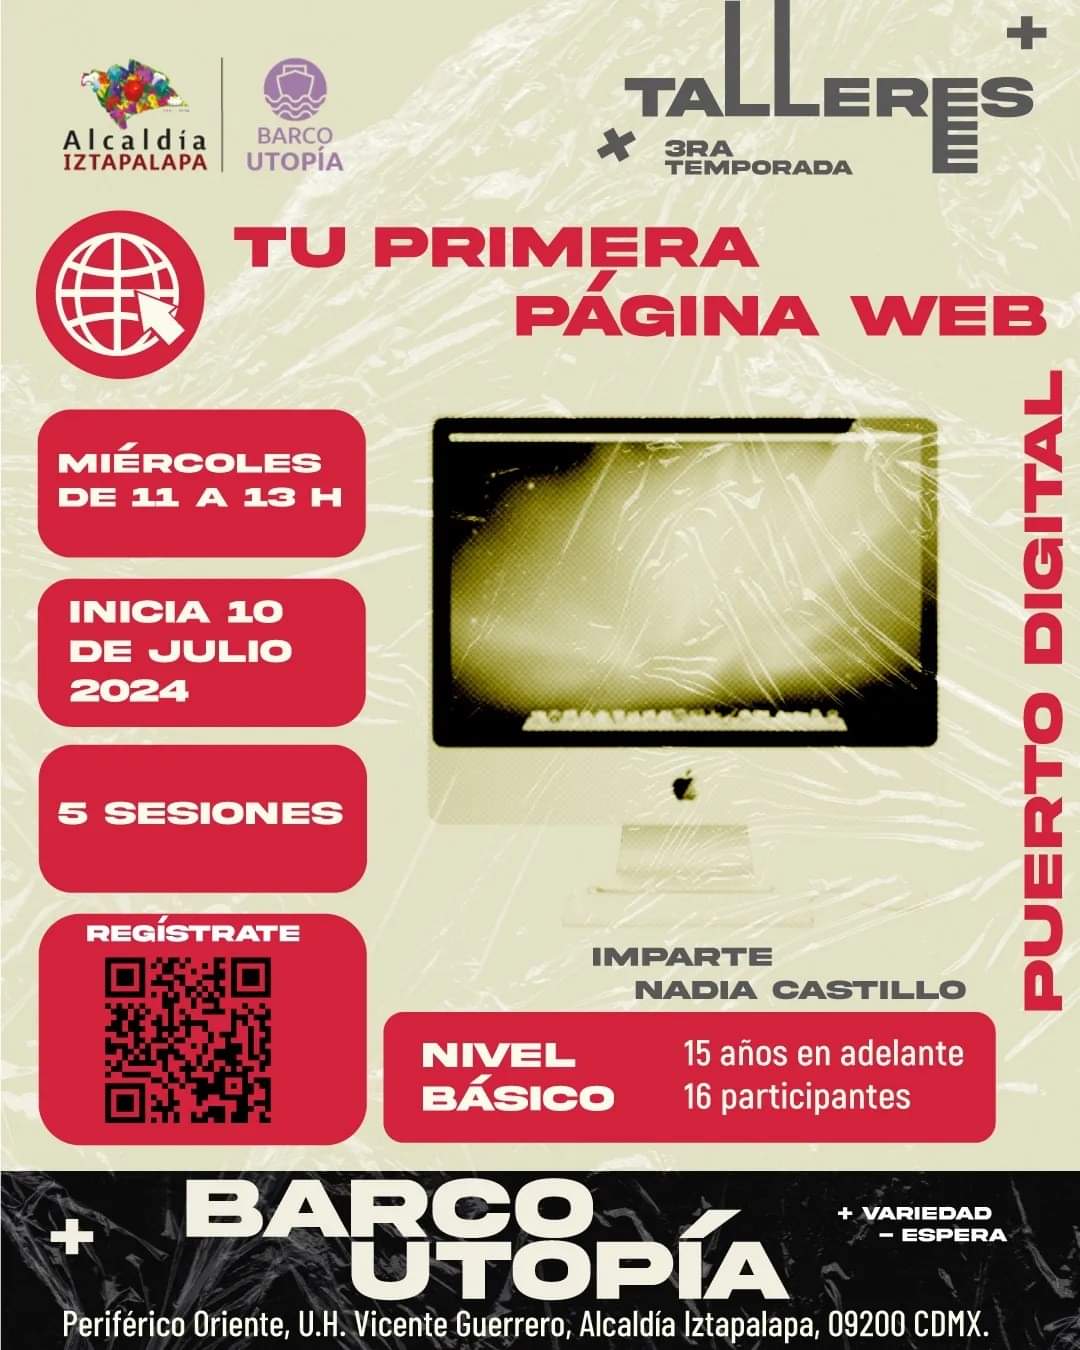 Alcaldía
IZTAPALAPA
BARCO
UTOPÍA
TALLERES
3RA
TEMPORADA
TU PRIMERA
PÁGINA WEB
MIÉRCOLES
DE 11 A 13 H
INICIA 10
DE JULIO
2024
5 SESIONES
REGÍSTRATE
PUERTO DIGITAL
IMPARTE
NADIA CASTILLO
NIVEL
BÁSICO
15 años en adelante
16 participantes
+ BARCO
UTOPÍA
+ VARIEDAD
- ESPERA
Periférico Oriente, U.H. Vicente Guerrero, Alcaldía Iztapalapa, 09200 CDMX.